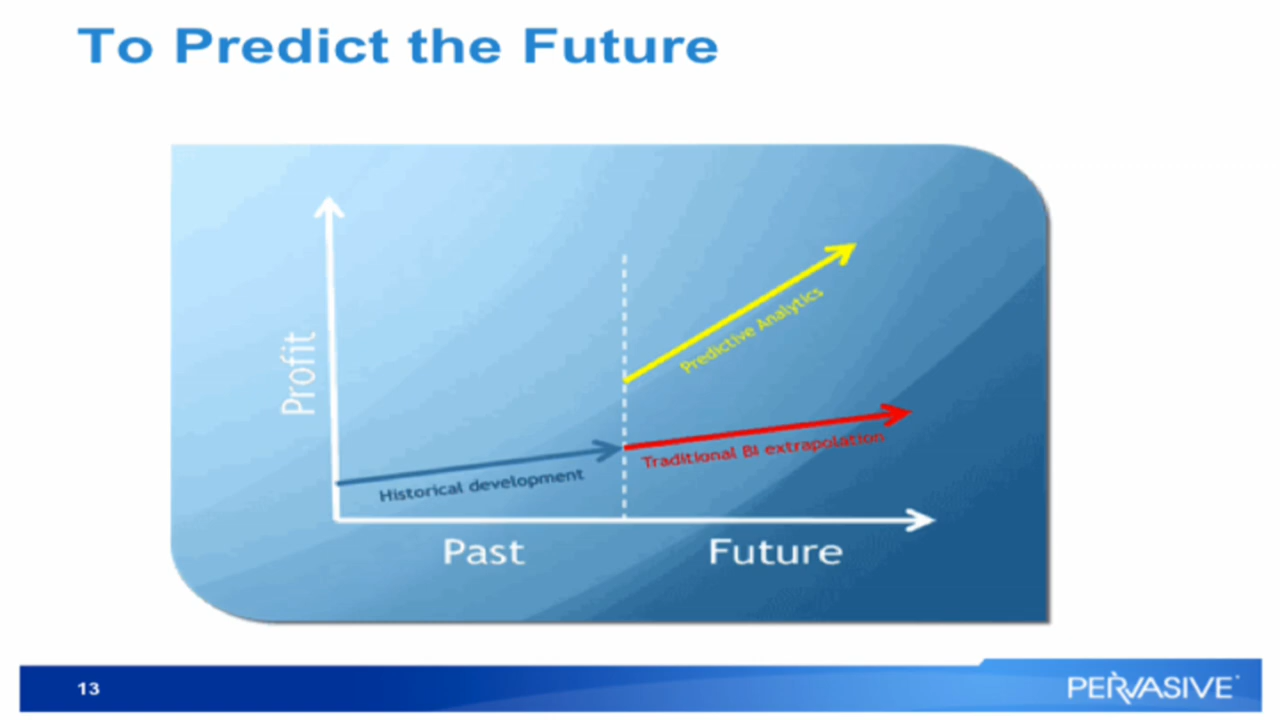 To Predict the Future
Profit
Predictive Analytics
Historical development
Traditional BI extrapolation
Past
Future
13
PERVASIVE